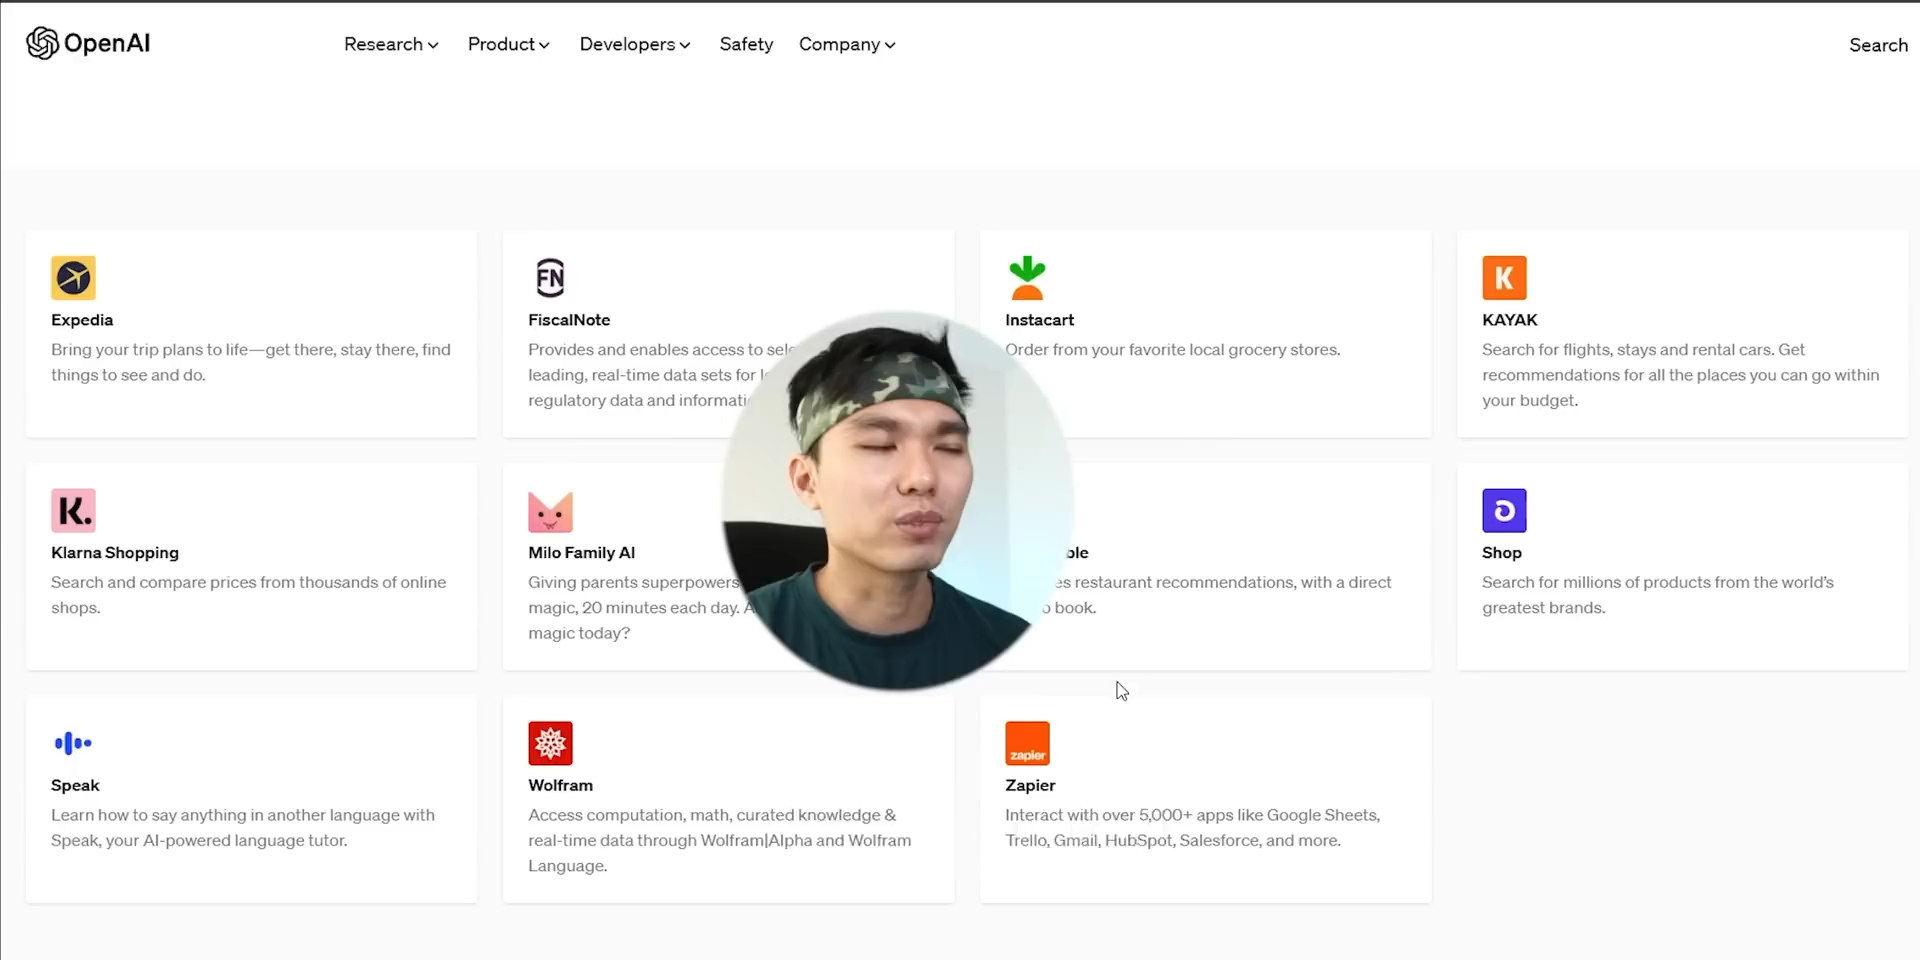 OpenAI
Research
Product
Developers
Safety
Company
Search
Expedia
Bring your trip plans to life—get there, stay there, find
things to see and do.
FN
FiscalNote
Provides and enables access to
leading, real-time data sets for
regulatory data and
Instacart
Order from your favorite local grocery stores.
K
KAYAK
Search for flights, stays and rental cars. Get
recommendations for all the places you can go within
your budget.
K.
Klarna Shopping
Search and compare prices from thousands of online
shops.
Milo Family AI
Giving parents superpowers
magic, 20 minutes each day.
magic today?
restaurant recommendations, with a direct
book.
Shop
Search for millions of products from the world's
greatest brands.
Speak
Learn how to say anything in another language with
Speak, your AI-powered language tutor.
Wolfram
Access computation, math, curated knowledge &
real-time data through Wolfram|Alpha and Wolfram
Language.
zapier
Zapier
Interact with over 5,000+ apps like Google Sheets,
Trello, Gmail, HubSpot, Salesforce, and more.